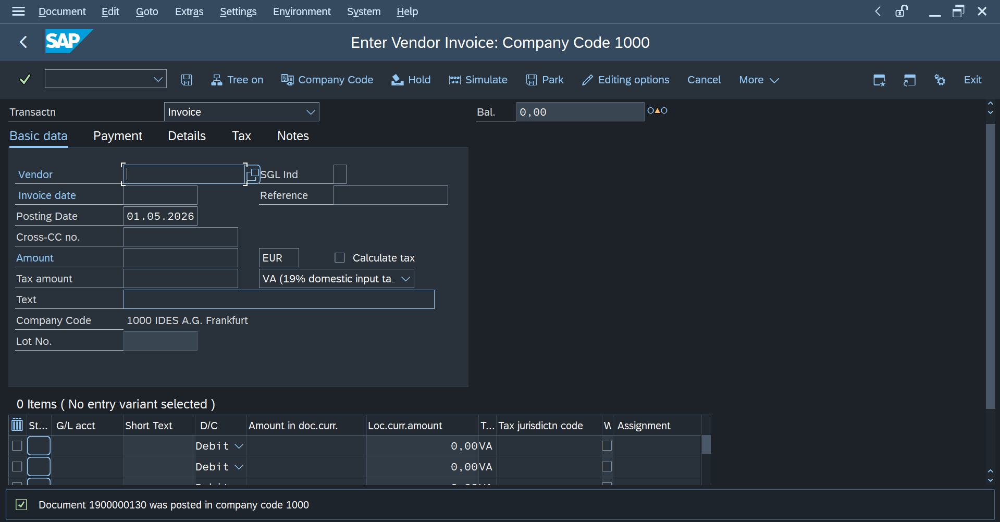 Document Edit Goto Extras Settings Environment System Help
SAP Enter Vendor Invoice: Company Code 1000
Tree on Company Code Hold Simulate Park Editing options Cancel More Exit
Transactn Invoice Bal. 0,00
Basic data Payment Details Tax Notes
Vendor SGL Ind
Invoice date Reference
Posting Date 01.05.2026
Cross-CC no.
Amount EUR Calculate tax
Tax amount VA (19% domestic input ta...
Text
Company Code 1000 IDES A.G. Frankfurt
Lot No.
0 Items ( No entry variant selected )
St... G/L acct Short Text D/C Amount in doc.curr. Loc.curr.amount T... Tax jurisdictn code W Assignment
Debit 0,00 VA
Debit 0,00 VA
Document 1900000130 was posted in company code 1000